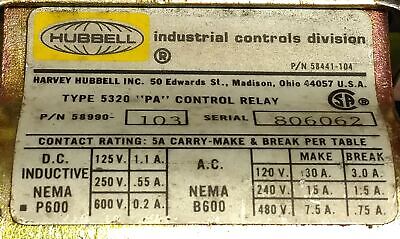 HUBBELL ® industrial controls division
P/N 58441-104
HARVEY HUBBELL INC. 50 Edwards St., Madison, Ohio 44057 U.S.A.
TYPE 5320 "PA" CONTROL RELAY SA ®
P/N 58990- 103 SERIAL 806062
CONTACT RATING: 5A CARRY-MAKE & BREAK PER TABLE
D.C. INDUCTIVE NEMA P600
125 V. 1.1 A.
250 V. .55 A.
600 V. 0.2 A.
A.C. NEMA B600
MAKE BREAK
120 V. 30 A. 3.0 A.
240 V. 15 A. 1.5 A.
480 V. 7.5 A. .75 A.